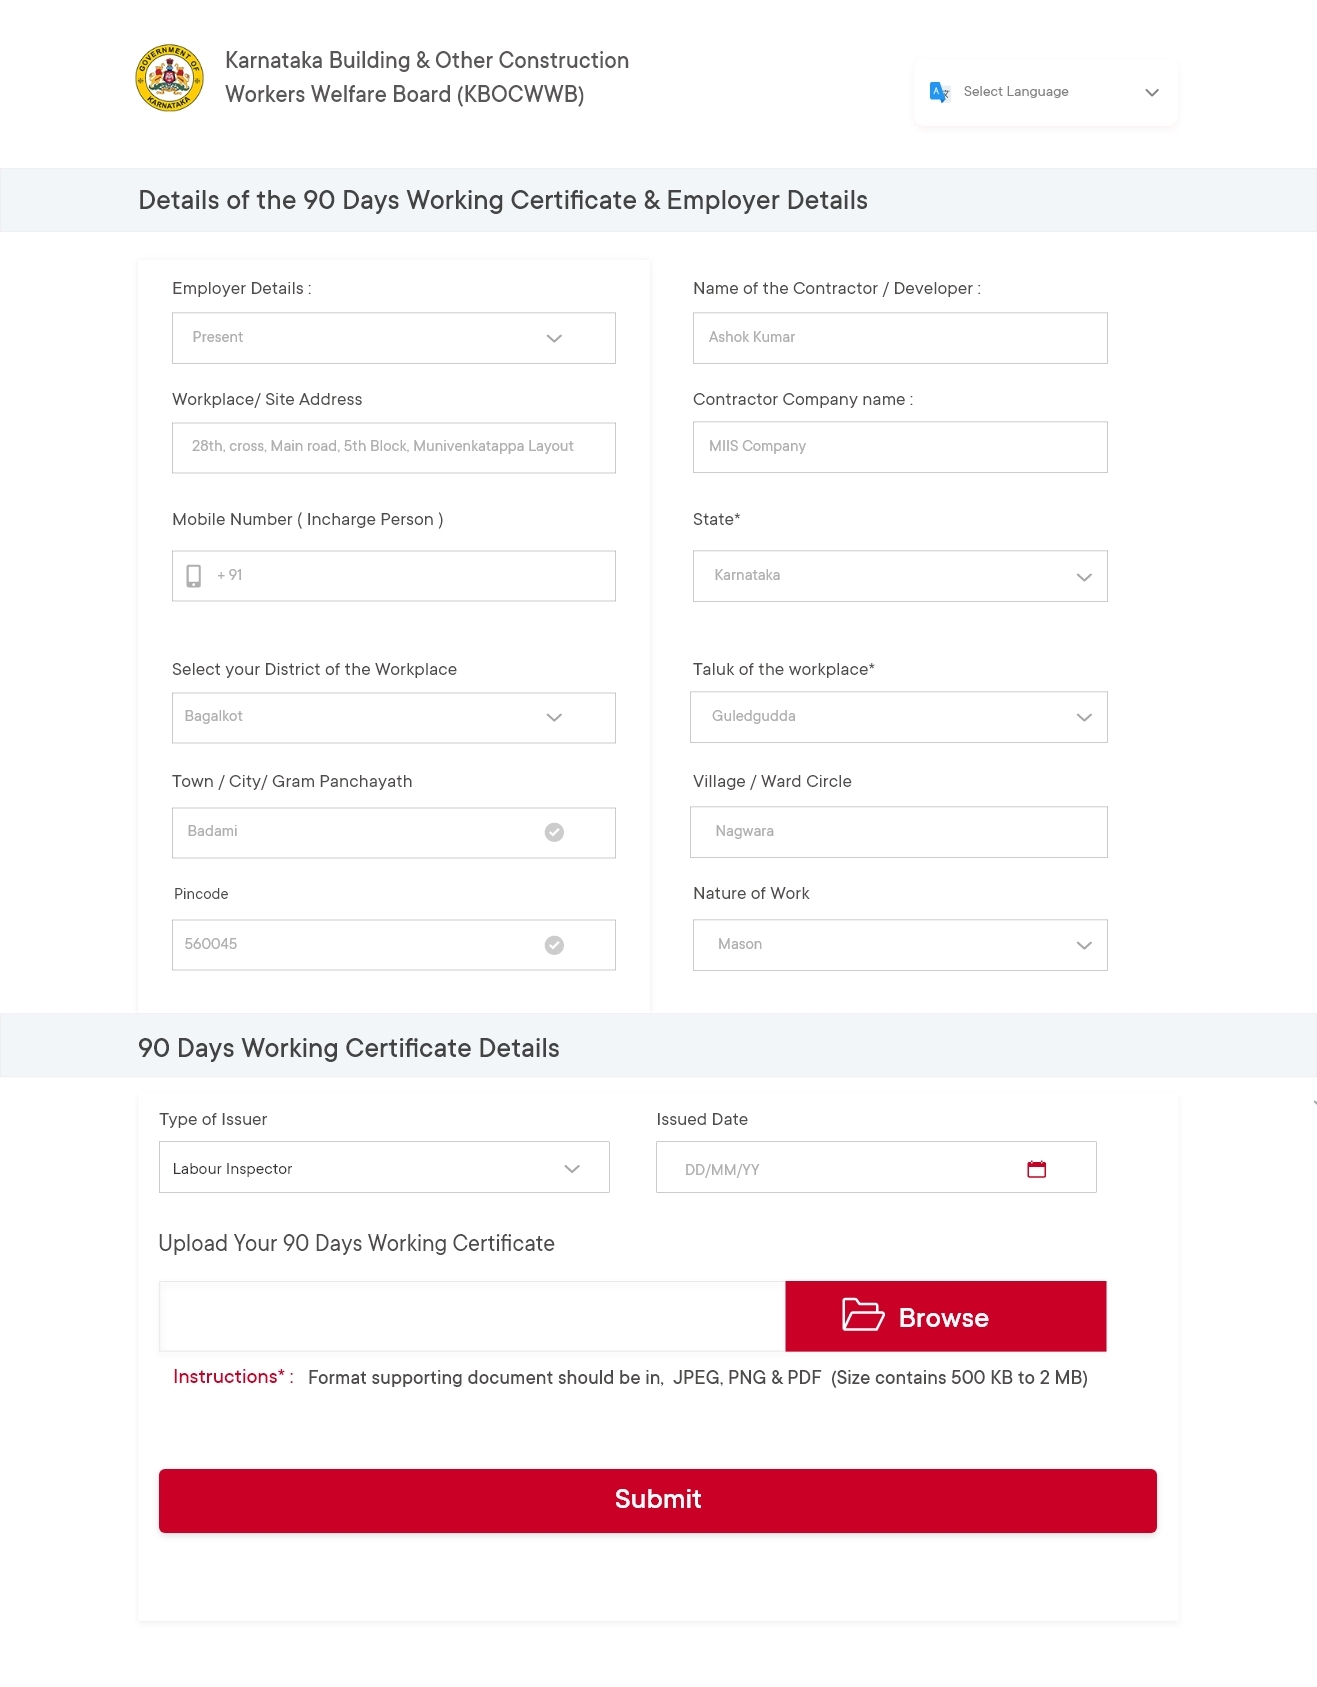 GOVERNMENT OF
KARNATAKA
Karnataka Building & Other Construction
Workers Welfare Board (KBOCWWB)
Select Language
Details of the 90 Days Working Certificate & Employer Details
Employer Details :
Name of the Contractor / Developer :
Present
Ashok Kumar
Workplace/ Site Address
Contractor Company name :
28th, cross, Main road, 5th Block, Munivenkatappa Layout
MIIS Company
Mobile Number ( Incharge Person )
State*
+ 91
Karnataka
Select your District of the Workplace
Taluk of the workplace*
Bagalkot
Guledgudda
Town / City/ Gram Panchayath
Village / Ward Circle
Badami
Nagwara
Pincode
Nature of Work
560045
Mason
90 Days Working Certificate Details
Type of Issuer
Issued Date
Labour Inspector
DD/MM/YY
Upload Your 90 Days Working Certificate
Browse
Instructions* : Format supporting document should be in, JPEG, PNG & PDF (Size contains 500 KB to 2 MB)
Submit